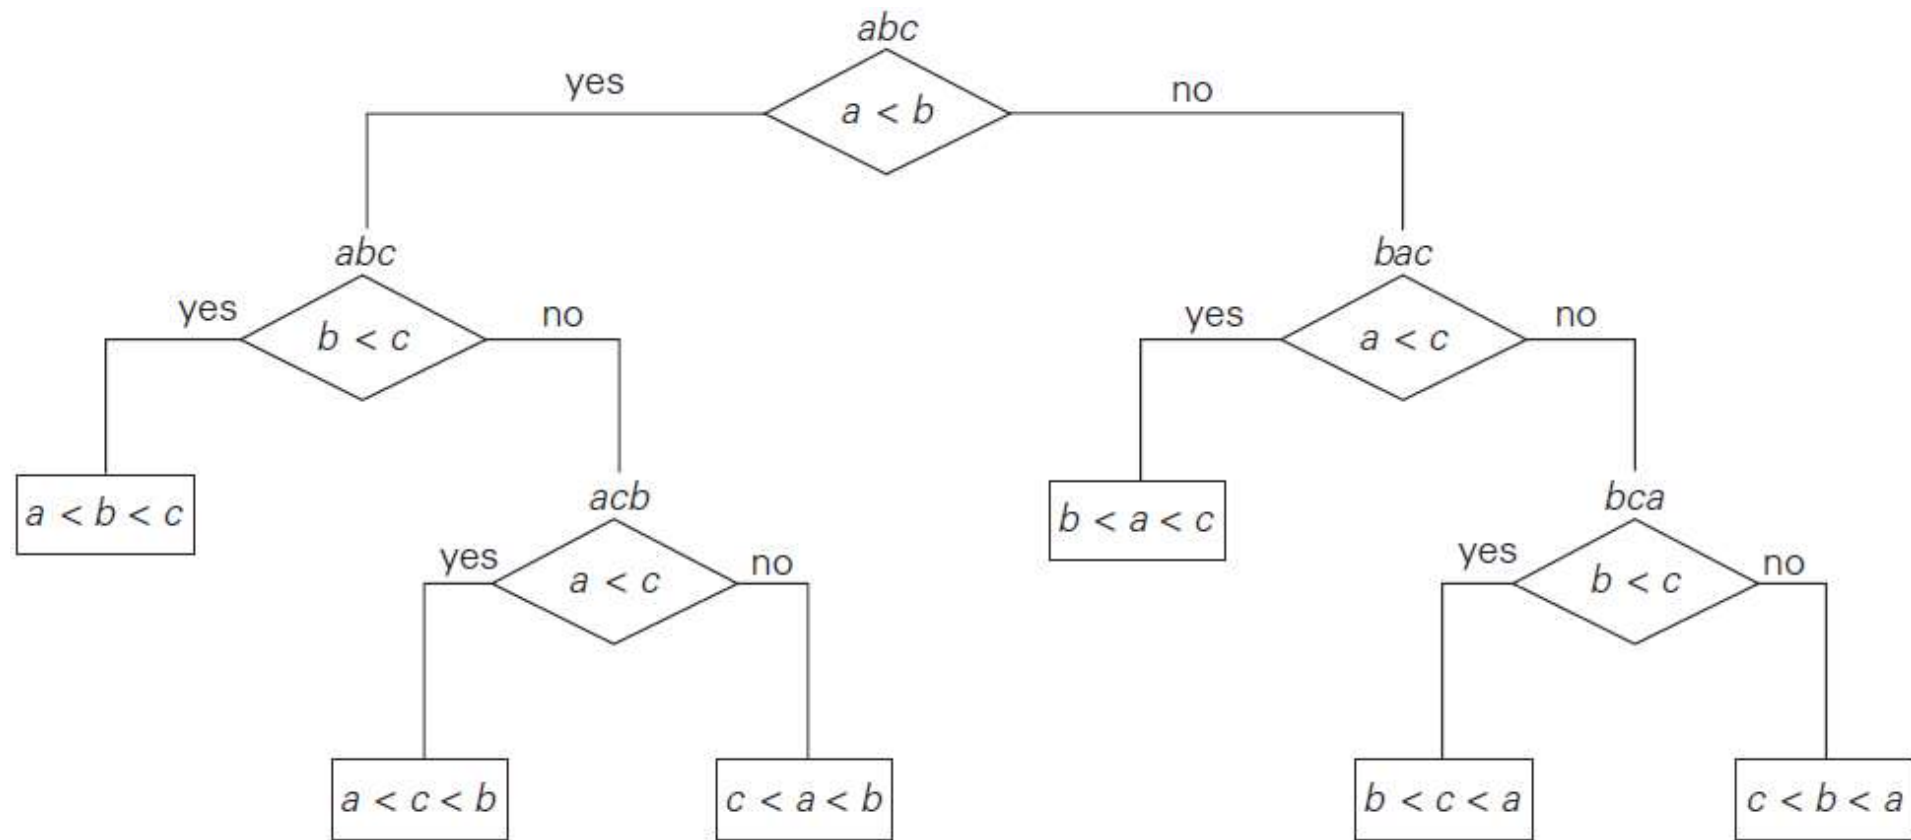 abc
yes
a < b
no
abc
bac
yes
b < c
no
yes
a < c
no
a < b < c
acb
b < a < c
bca
yes
a < c
no
yes
b < c
no
a < c < b
c < a < b
b < c < a
c < b < a